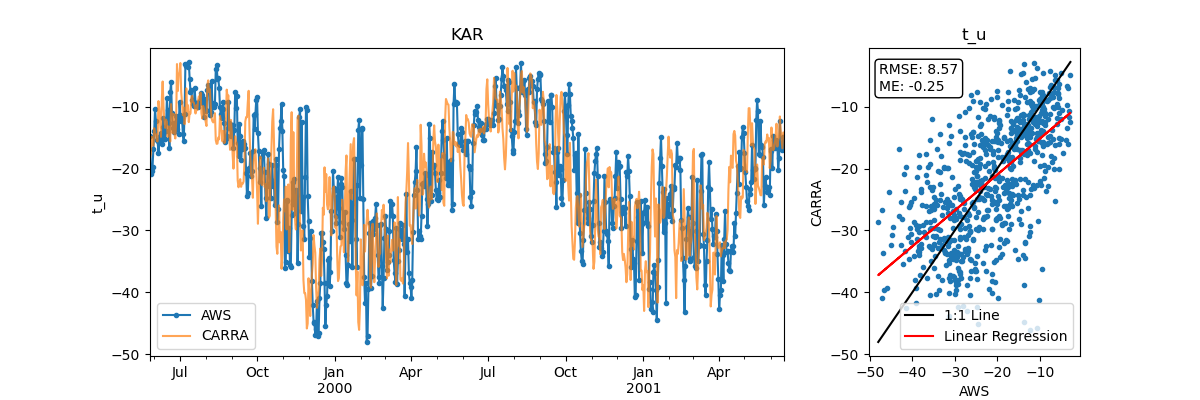 KAR
t_u
−10
−20
−30
−40
−50
Jul
Oct
Jan
2000
Apr
Jul
Oct
Jan
2001
Apr
t_u
AWS
CARRA
t_u
RMSE: 8.57
ME: -0.25
−10
−20
−30
−40
−50
CARRA
1:1 Line
Linear Regression
−50
−40
−30
−20
−10
AWS